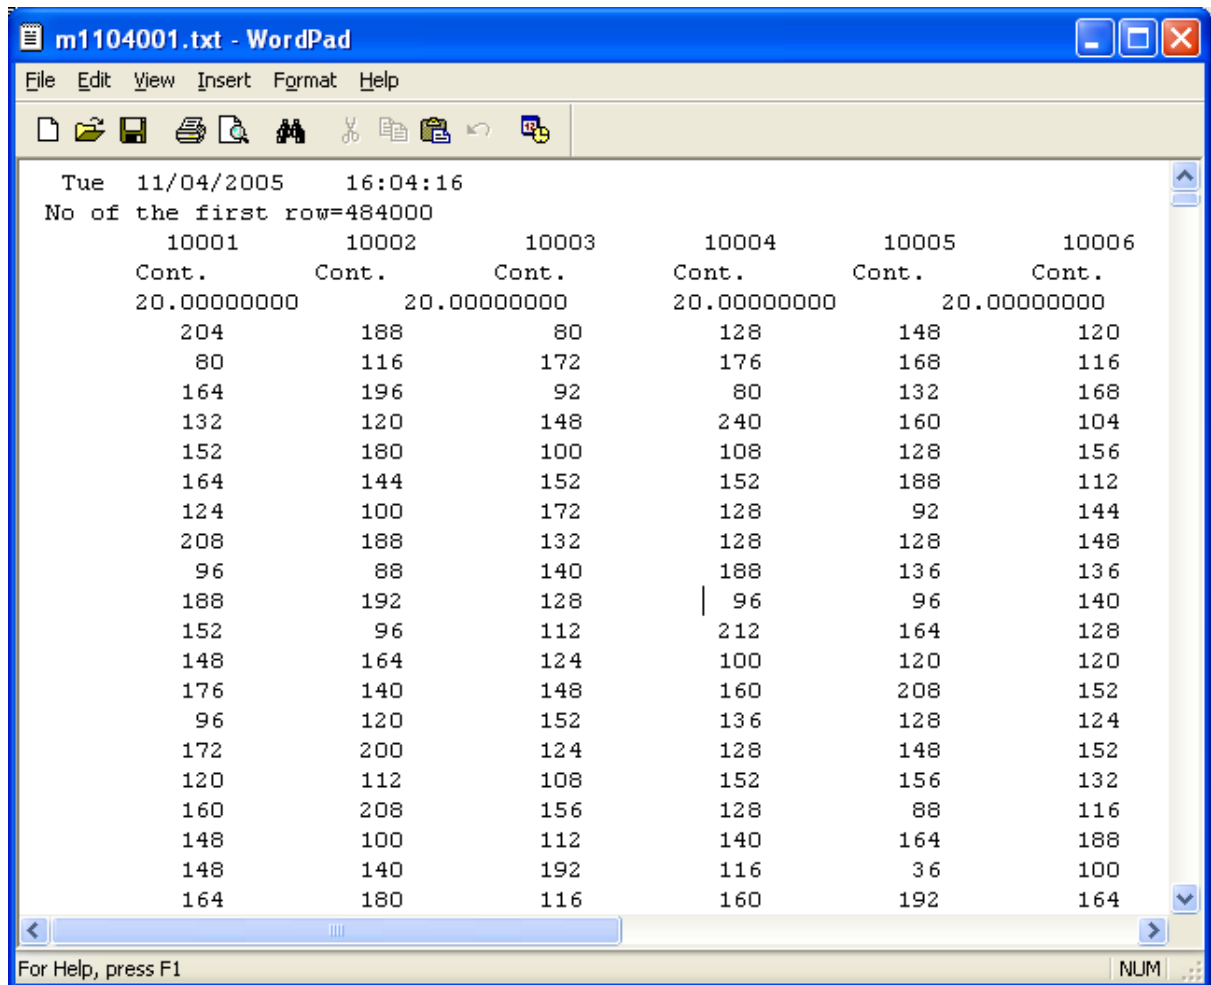 m1104001.txt - WordPad
File Edit View Insert Format Help
Tue 11/04/2005 16:04:16
No of the first row=484000
10001 10002 10003 10004 10005 10006
Cont. Cont. Cont. Cont. Cont. Cont.
20.00000000 20.00000000 20.00000000 20.00000000
204 188 80 128 148 120
80 116 172 176 168 116
164 196 92 80 132 168
132 120 148 240 160 104
152 180 100 108 128 156
164 144 152 152 188 112
124 100 172 128 92 144
208 188 132 128 128 148
96 88 140 188 136 136
188 192 128 96 96 140
152 96 112 212 164 128
148 164 124 100 120 120
176 140 148 160 208 152
96 120 152 136 128 124
172 200 124 128 148 152
120 112 108 152 156 132
160 208 156 128 88 116
148 100 112 140 164 188
148 140 192 116 36 100
164 180 116 160 192 164
For Help, press F1 NUM